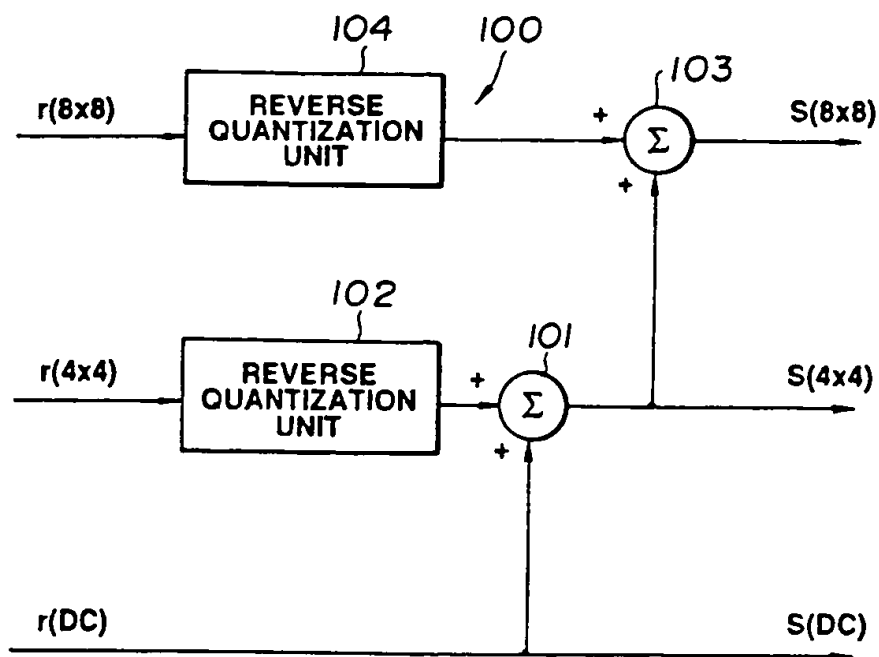 104
100
103
r(8x8)
REVERSE
QUANTIZATION
UNIT
+
Σ
+
S(8x8)
102
101
r(4x4)
REVERSE
QUANTIZATION
UNIT
+
Σ
+
S(4x4)
r(DC)
S(DC)